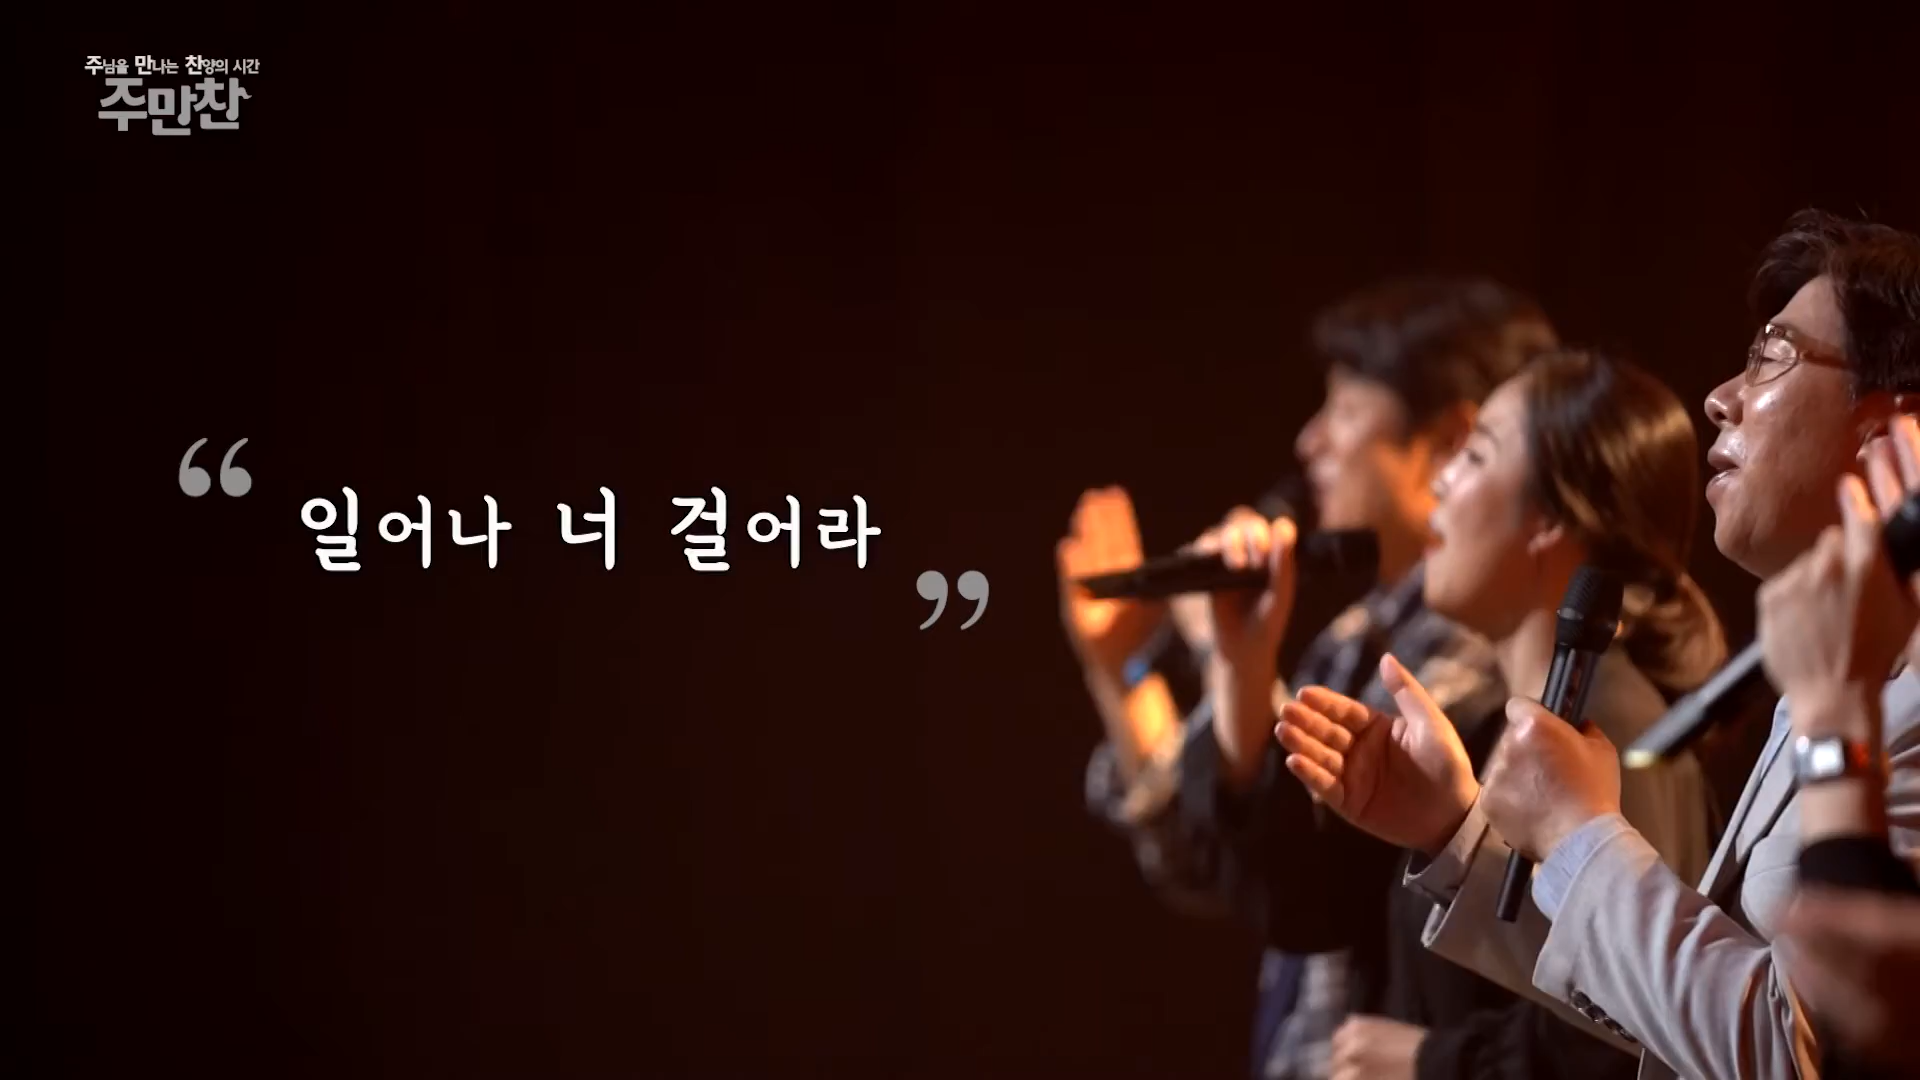 주님을 만나는 찬양의 시간
주만찬
“ 일어나 너 걸어라 ”